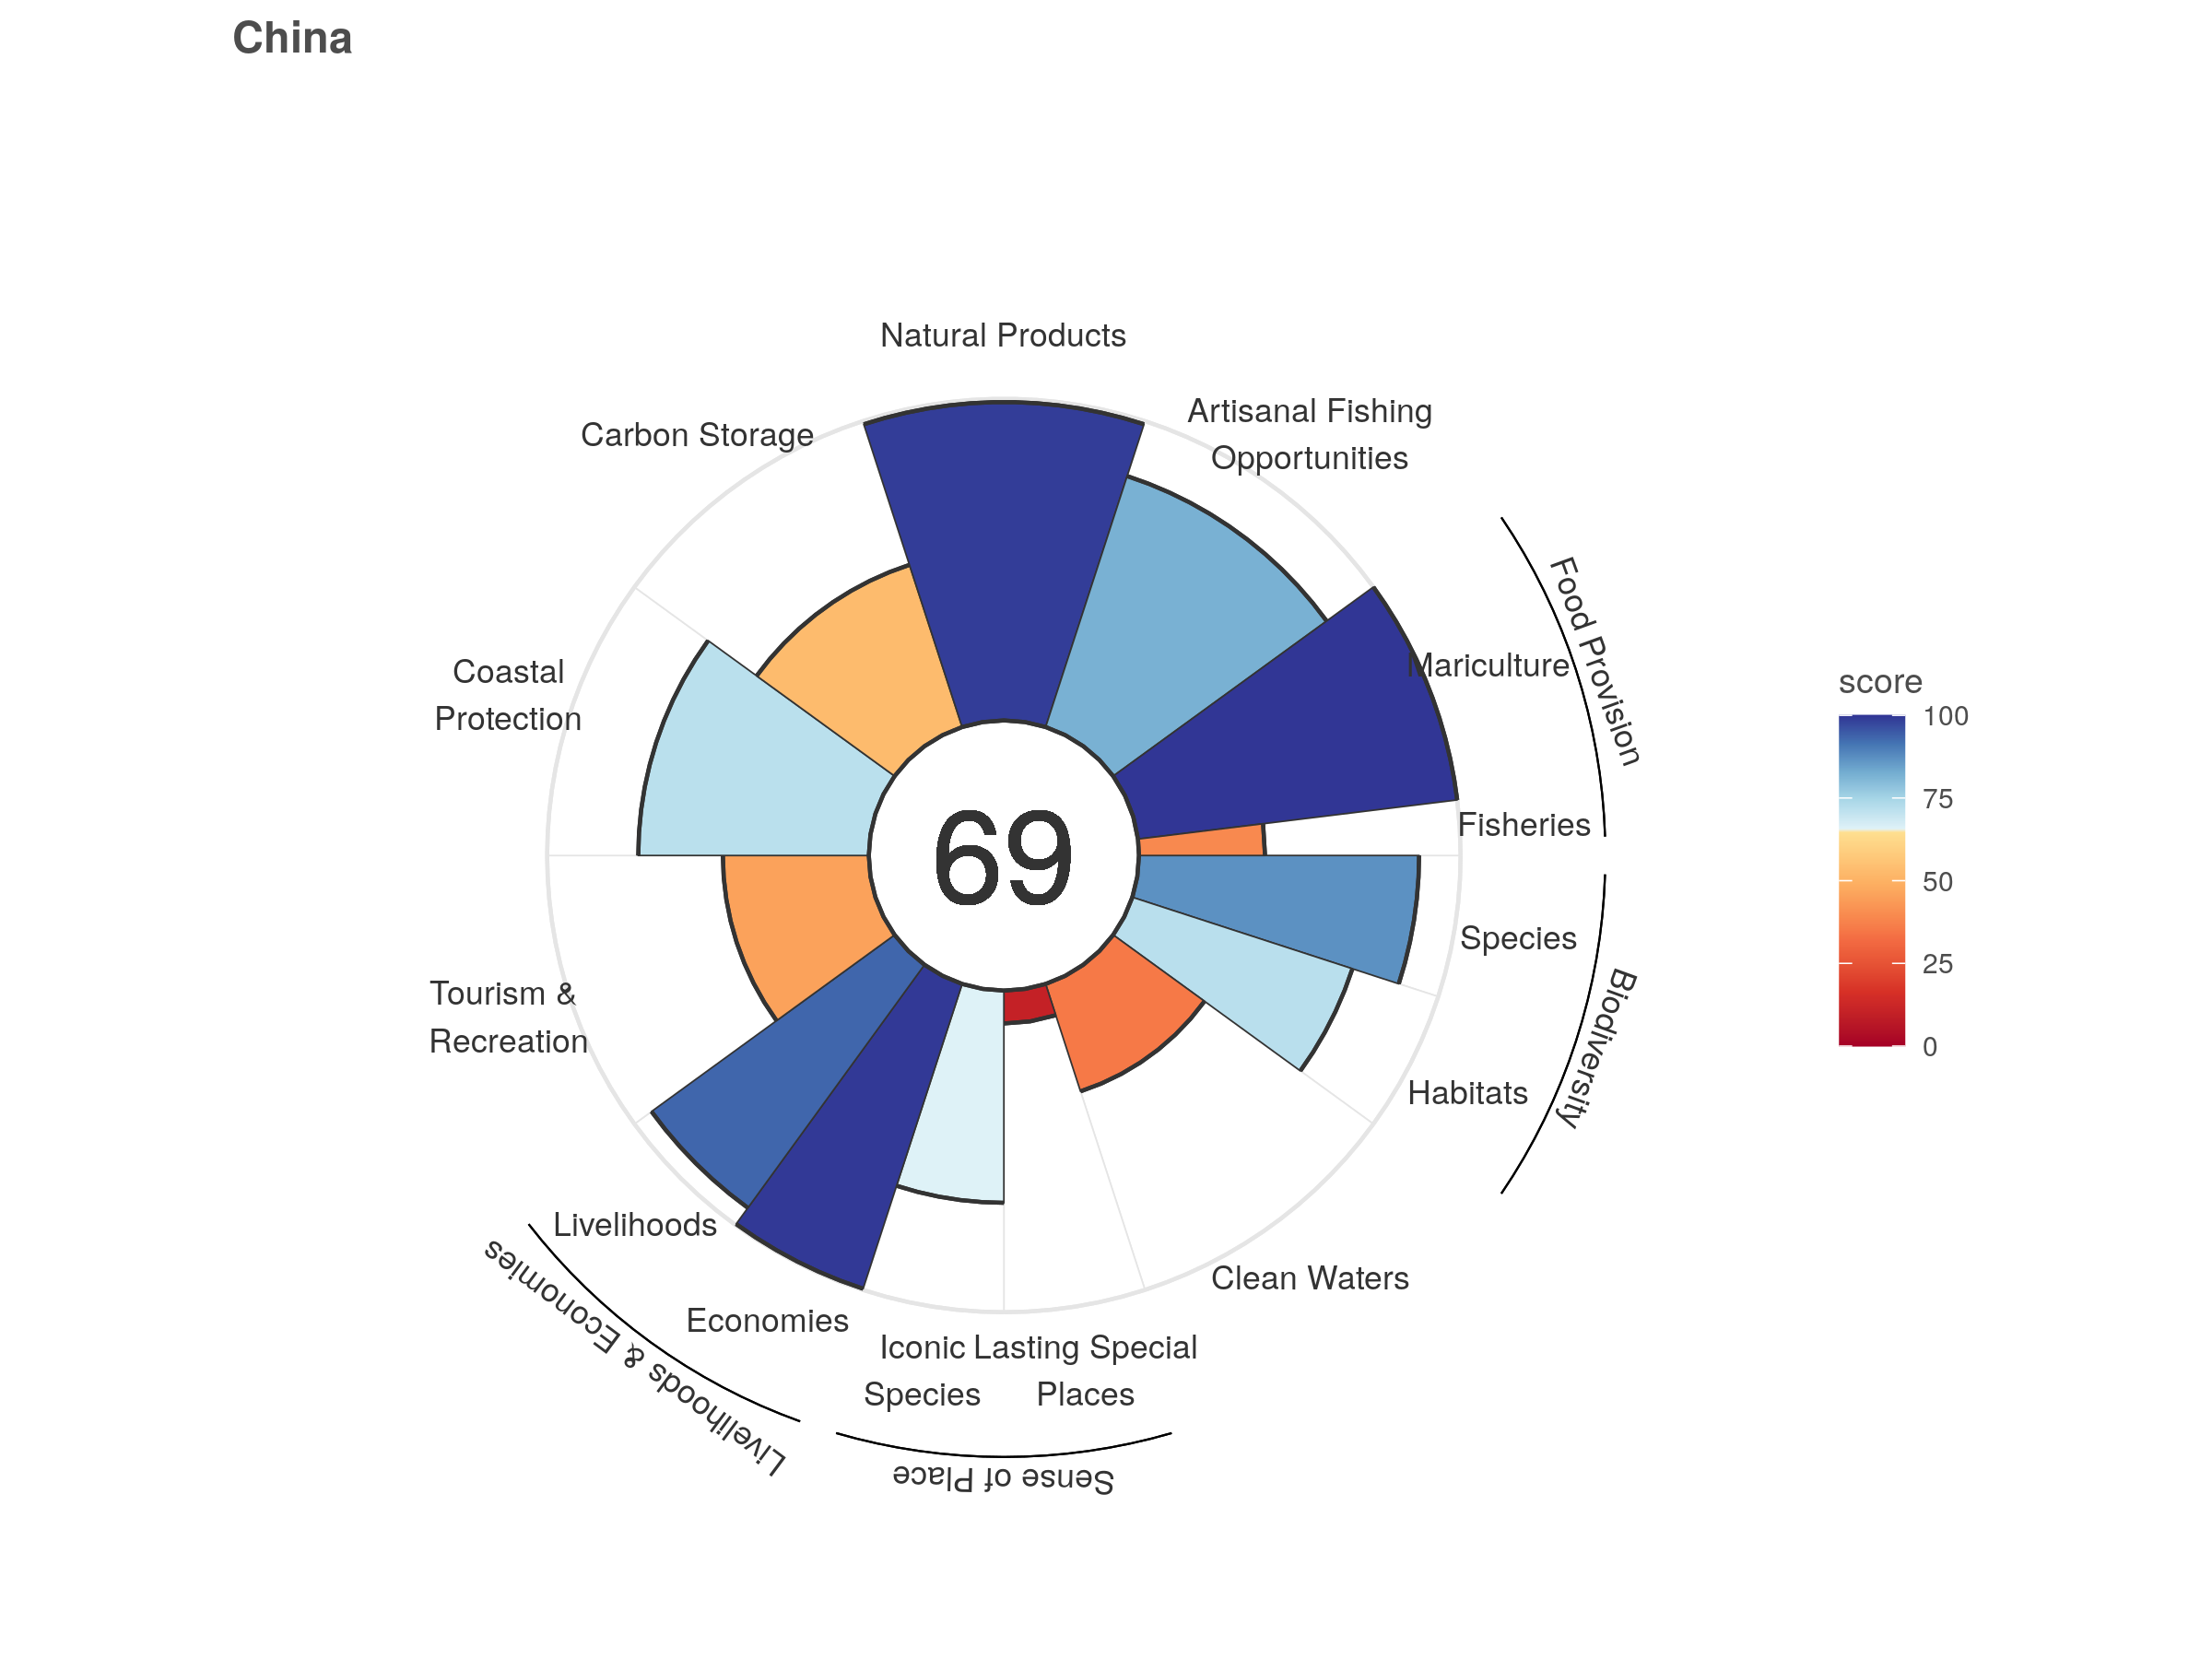 China
Natural Products
Artisanal Fishing
Opportunities
Carbon Storage
Mariculture
Food Provision
Coastal
Protection
Fisheries
69
Species
Biodiversity
Tourism &
Recreation
Habitats
Livelihoods
Clean Waters
Economies
Livelihoods & Economies
Iconic
Species
Lasting Special
Places
Sense of Place
score
100
75
50
25
0